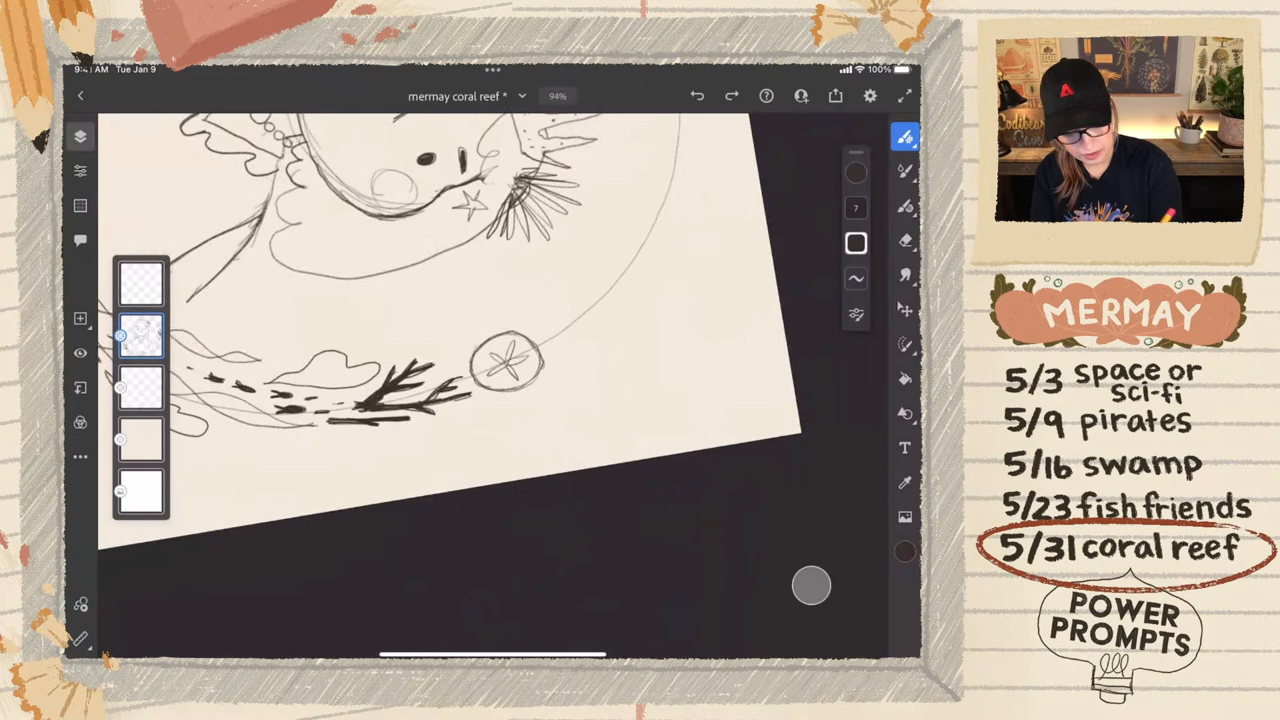 9:41 AM Tue Jan 9
100%
mermay coral reef *
94%
7
T
A
MERMAY
5/3 space or
sci-fi
5/9 pirates
5/16 swamp
5/23 fish friends
5/31 coral reef
POWER
PROMPTS